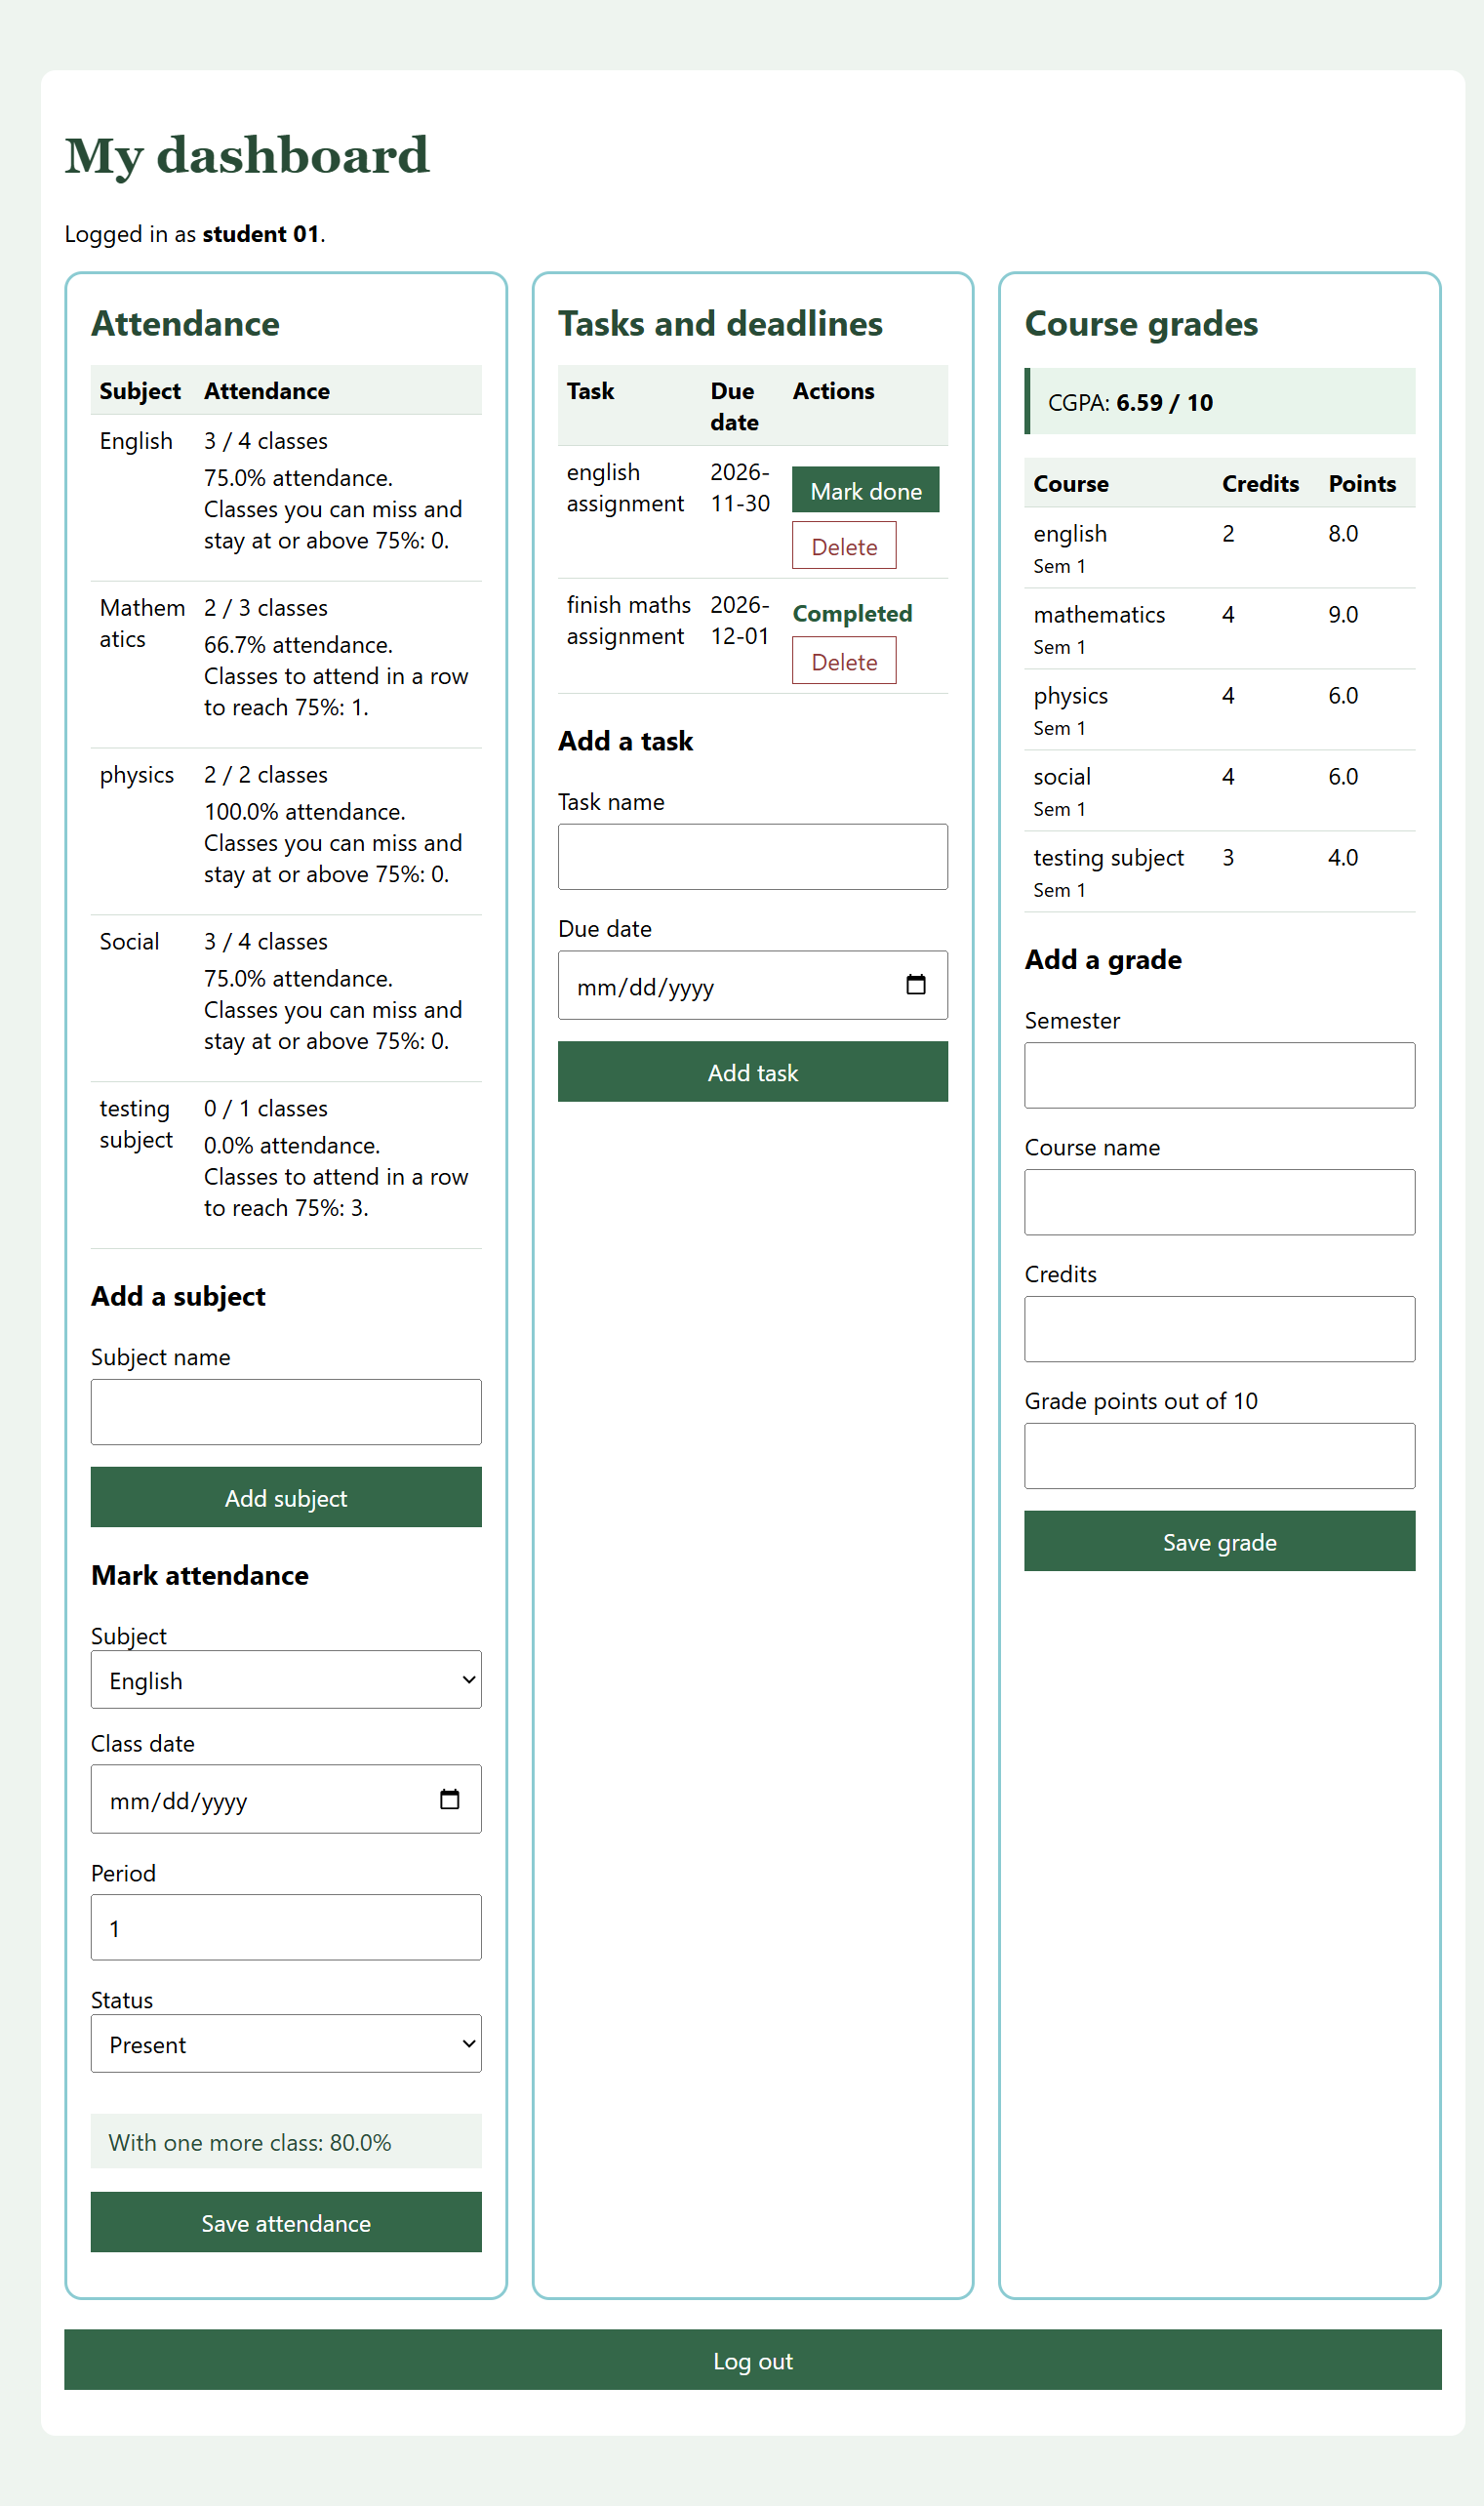 My dashboard
Logged in as student 01.
Attendance
Subject Attendance
English 3 / 4 classes
75.0% attendance.
Classes you can miss and
stay at or above 75%: 0.
Mathem
atics
2 / 3 classes
66.7% attendance.
Classes to attend in a row
to reach 75%: 1.
physics 2 / 2 classes
100.0% attendance.
Classes you can miss and
stay at or above 75%: 0.
Social 3 / 4 classes
75.0% attendance.
Classes you can miss and
stay at or above 75%: 0.
testing
subject
0 / 1 classes
0.0% attendance.
Classes to attend in a row
to reach 75%: 3.
Add a subject
Subject name
Add subject
Mark attendance
Subject
English
Class date
mm/dd/yyyy
Period
1
Status
Present
With one more class: 80.0%
Save attendance
Tasks and deadlines
Task Due
date
Actions
english
assignment
2026-
11-30
Mark done
Delete
finish maths
assignment
2026-
12-01
Completed
Delete
Add a task
Task name
Due date
mm/dd/yyyy
Add task
Course grades
CGPA: 6.59 / 10
Course Credits Points
english 2 8.0
Sem 1
mathematics 4 9.0
Sem 1
physics 4 6.0
Sem 1
social 4 6.0
Sem 1
testing subject 3 4.0
Sem 1
Add a grade
Semester
Course name
Credits
Grade points out of 10
Save grade
Log out